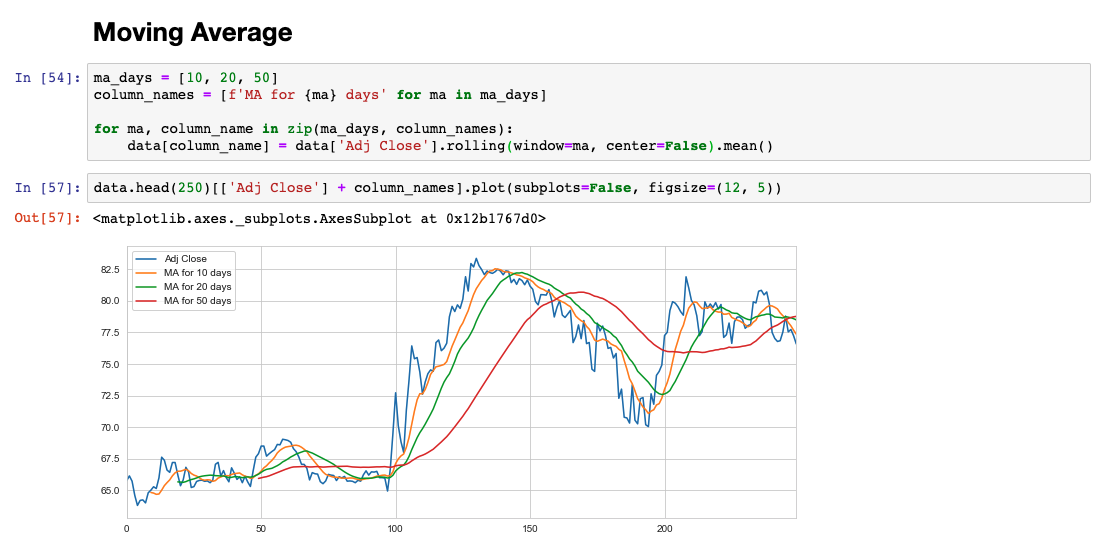 Moving Average
In [54]:
ma_days = [10, 20, 50]
column_names = [f'MA for {ma} days' for ma in ma_days]
for ma, column_name in zip(ma_days, column_names):
    data[column_name] = data['Adj Close'].rolling(window=ma, center=False).mean()
In [57]:
data.head(250)[['Adj Close'] + column_names].plot(subplots=False, figsize=(12, 5))
Out[57]:
<matplotlib.axes._subplots.AxesSubplot at 0x12b1767d0>
Adj Close
MA for 10 days
MA for 20 days
MA for 50 days
82.5
80.0
77.5
75.0
72.5
70.0
67.5
65.0
0 50 100 150 200